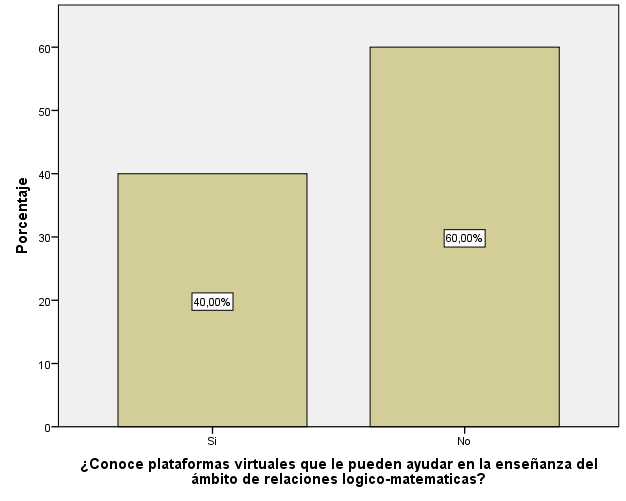 Porcentaje
60
50
40
30
20
10
0
40,00%
60,00%
Si
No
¿Conoce plataformas virtuales que le pueden ayudar en la enseñanza del
ámbito de relaciones logico-matematicas?